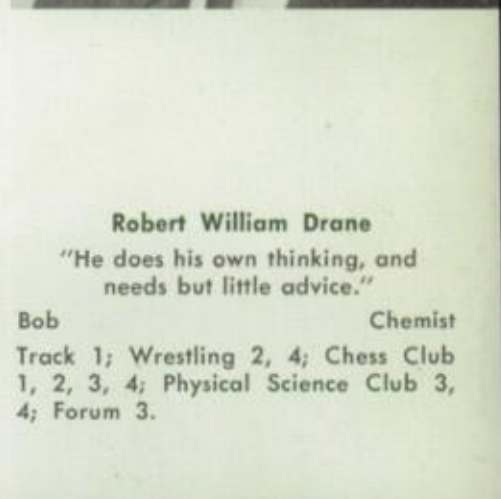 Robert William Drane
"He does his own thinking, and
needs but little advice."
Bob Chemist
Track 1; Wrestling 2, 4; Chess Club
1, 2, 3, 4; Physical Science Club 3,
4; Forum 3.